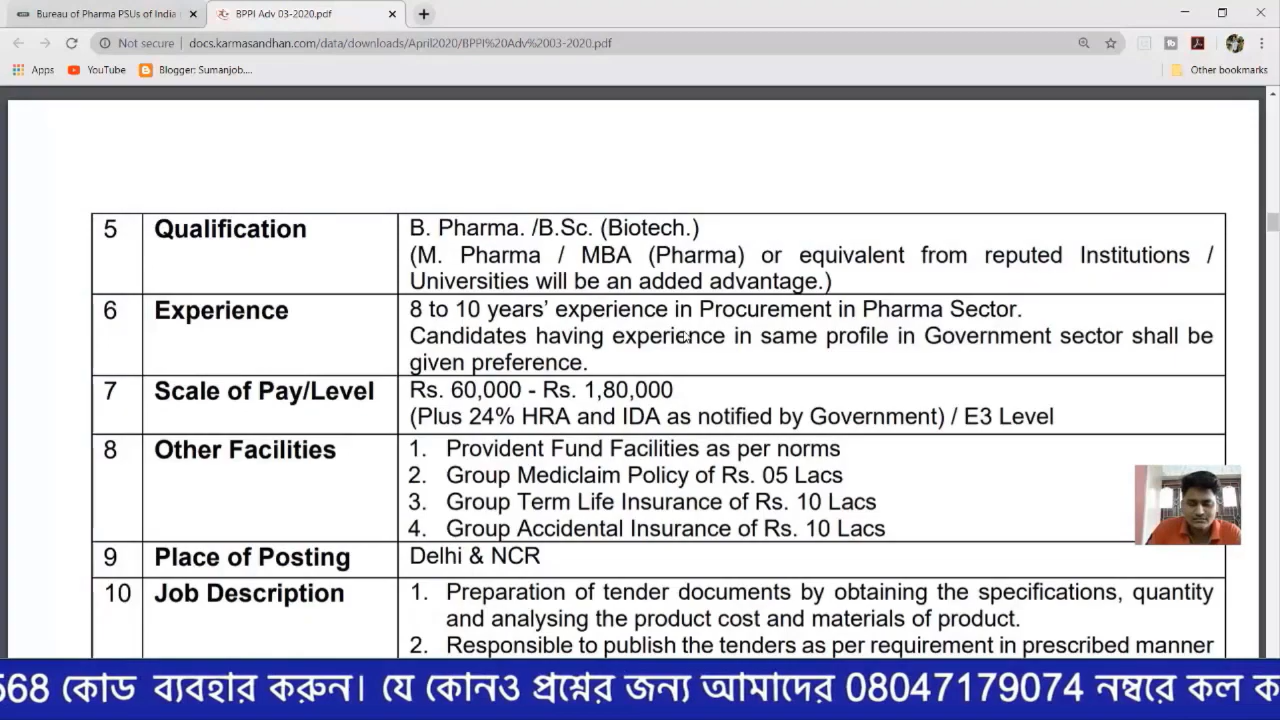 Bureau of Pharma PSUs of India
BPPI Adv 03-2020.pdf
Not secure
docs.karmasandhan.com/data/downloads/April2020/BPPI%20Adv%2003-2020.pdf
Apps
YouTube
Blogger: Sumanjob....
Other bookmarks
5 Qualification B. Pharma. /B.Sc. (Biotech.)
(M. Pharma / MBA (Pharma) or equivalent from reputed Institutions /
Universities will be an added advantage.)
6 Experience 8 to 10 years’ experience in Procurement in Pharma Sector.
Candidates having experience in same profile in Government sector shall be
given preference.
7 Scale of Pay/Level Rs. 60,000 - Rs. 1,80,000
(Plus 24% HRA and IDA as notified by Government) / E3 Level
8 Other Facilities 1. Provident Fund Facilities as per norms
2. Group Mediclaim Policy of Rs. 05 Lacs
3. Group Term Life Insurance of Rs. 10 Lacs
4. Group Accidental Insurance of Rs. 10 Lacs
9 Place of Posting Delhi & NCR
10 Job Description 1. Preparation of tender documents by obtaining the specifications, quantity
and analysing the product cost and materials of product.
2. Responsible to publish the tenders as per requirement in prescribed manner
568 কোড ব্যবহার করুন। যে কোনও প্রশ্নের জন্য আমাদের 08047179074 নম্বরে কল ক